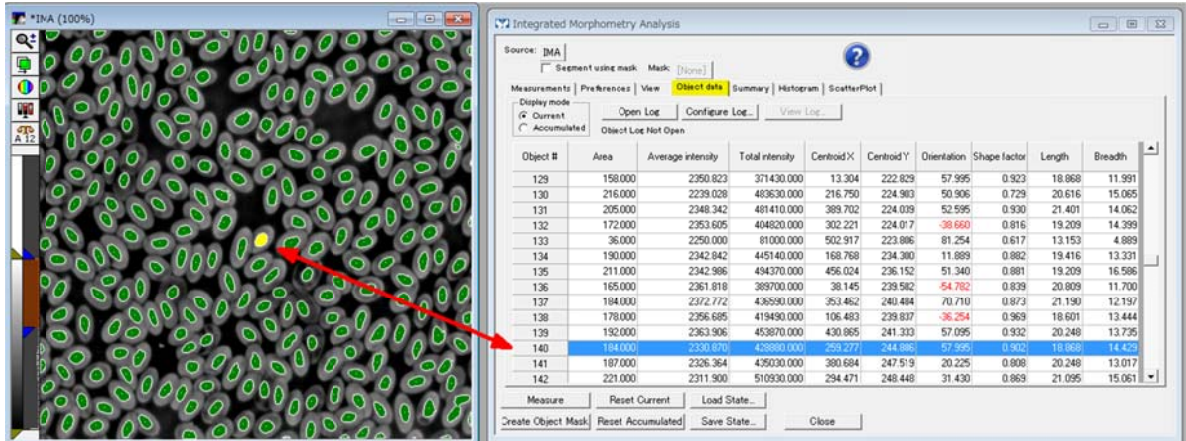 *IMA (100%)
A 12
Integrated Morphometry Analysis
Source: IMA
Segment using mask Mask: [None]
Measurements Preferences View Object data Summary Histogram ScatterPlot
Display mode
Current
Accumulated
Open Log Configure Log... View Log...
Object Log Not Open
Object # Area Average intensity Total intensity Centroid X Centroid Y Orientation Shape factor Length Breadth
129 158.000 2350.823 371430.000 13.304 222.829 57.995 0.923 18.868 11.991
130 216.000 2239.028 483630.000 216.750 224.983 50.906 0.729 20.616 15.065
131 205.000 2348.342 481410.000 389.702 224.039 52.595 0.930 21.401 14.062
132 172.000 2353.605 404820.000 302.221 224.017 -38.660 0.816 19.209 14.399
133 36.000 2250.000 81000.000 502.917 223.806 81.254 0.617 13.153 4.889
134 190.000 2342.842 445140.000 168.768 234.380 11.889 0.882 19.416 13.331
135 211.000 2342.986 494370.000 456.024 236.152 51.340 0.881 19.209 16.586
136 165.000 2361.818 389700.000 38.145 239.582 -54.782 0.839 20.809 11.700
137 184.000 2372.772 436590.000 353.462 240.484 70.710 0.873 21.190 12.197
138 178.000 2356.685 419490.000 106.483 239.837 -36.254 0.969 18.601 13.444
139 192.000 2363.906 453870.000 430.865 241.333 57.095 0.932 20.248 13.735
140 184.000 2330.870 428880.000 259.277 244.886 57.995 0.902 18.868 14.429
141 187.000 2326.364 435030.000 380.684 247.519 20.225 0.808 20.248 13.017
142 221.000 2311.900 510930.000 294.471 248.448 31.430 0.869 21.095 15.061
Measure Reset Current Load State...
Create Object Mask Reset Accumulated Save State... Close